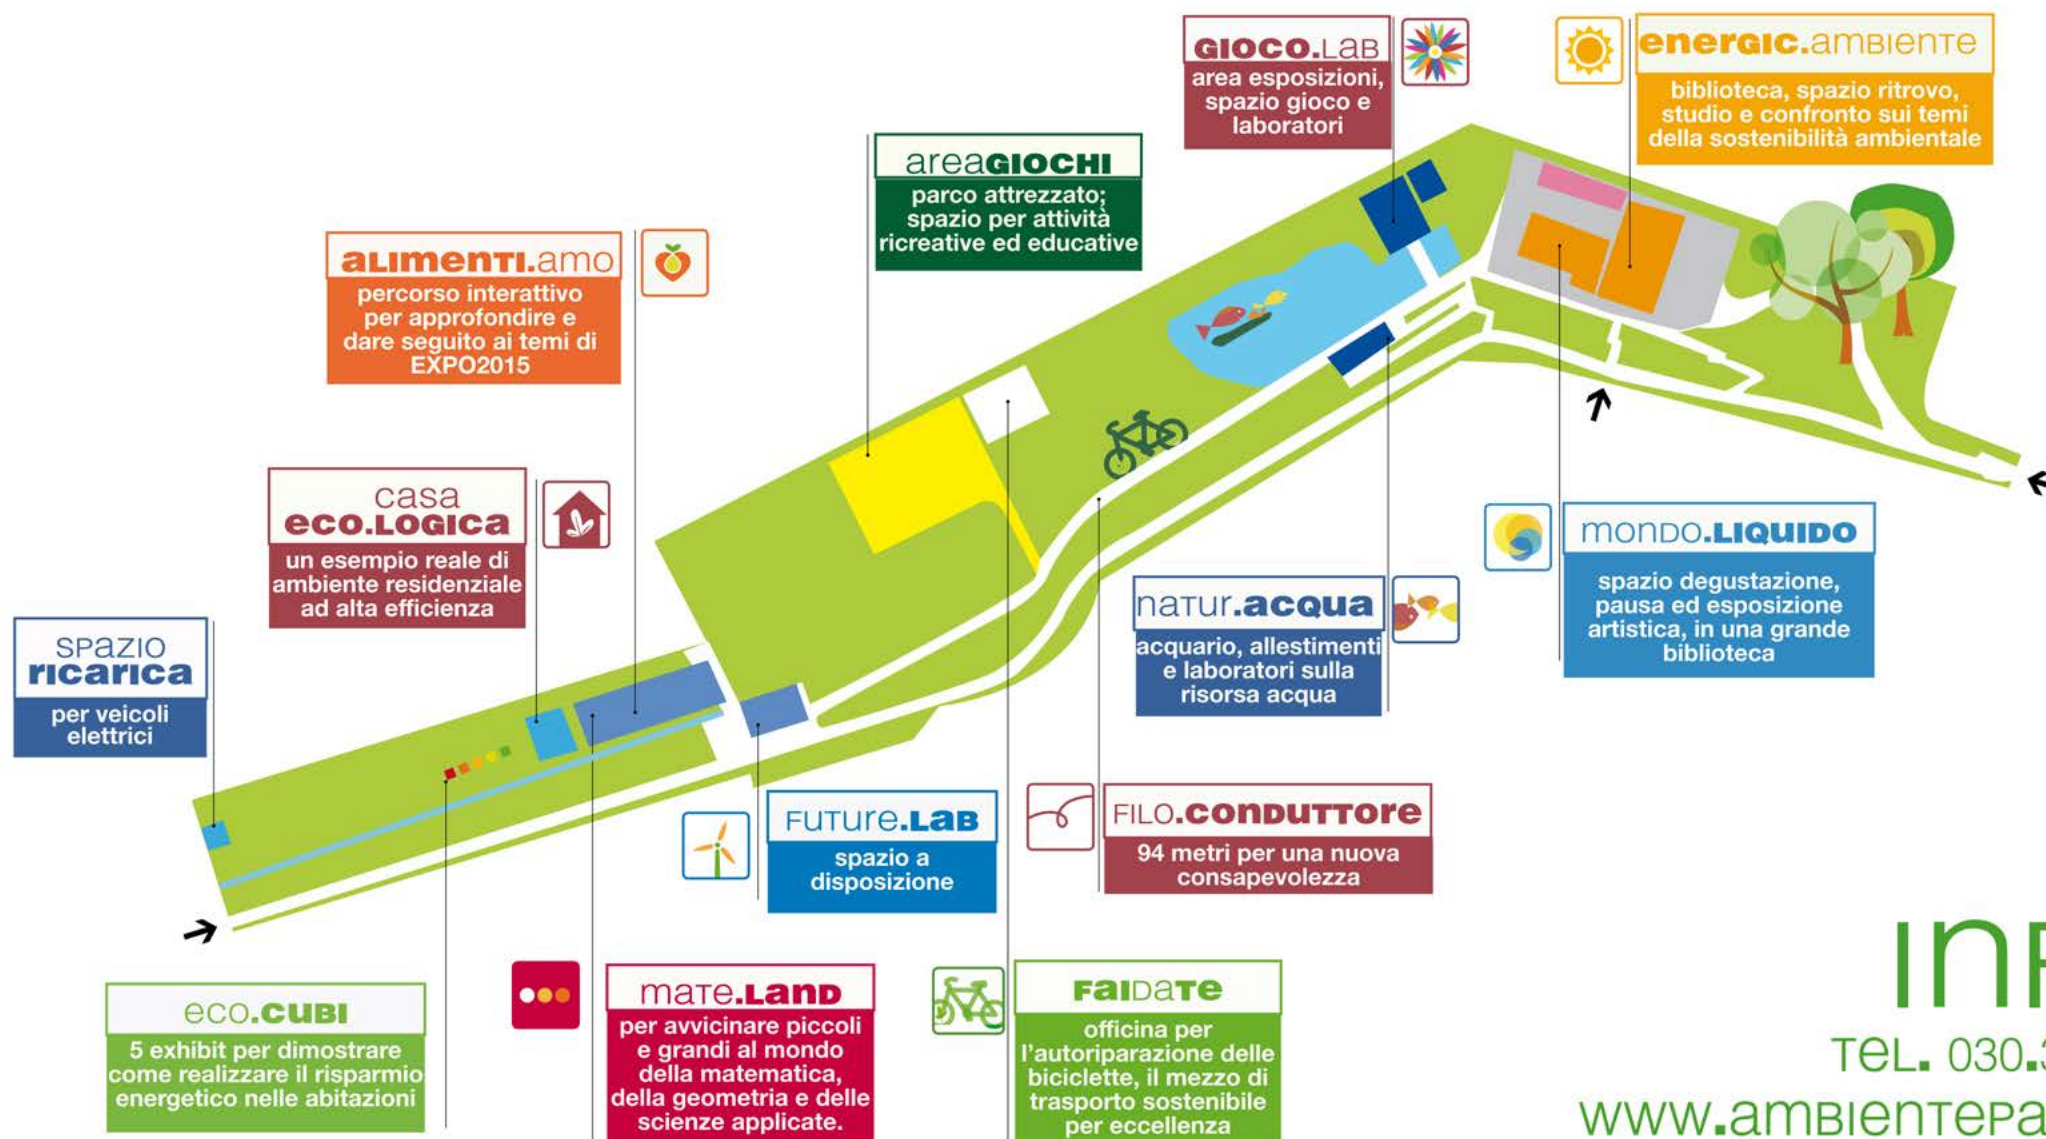 GIOCO.LAB
area esposizioni,
spazio gioco e
laboratori
energic.ambiente
biblioteca, spazio ritrovo,
studio e confronto sui temi
della sostenibilità ambientale
areaGIOCHI
parco attrezzato;
spazio per attività
ricreative ed educative
alimenti.amo
percorso interattivo
per approfondire e
dare seguito ai temi di
EXPO2015
casa
eco.LOGICa
un esempio reale di
ambiente residenziale
ad alta efficienza
SPAZIO
ricarica
per veicoli
elettrici
natur.acqua
acquario, allestimenti
e laboratori sulla
risorsa acqua
mondo.LIQUIDO
spazio degustazione,
pausa ed esposizione
artistica, in una grande
biblioteca
FUTure.Lab
spazio a
disposizione
FILO.conduttore
94 metri per una nuova
consapevolezza
eco.cubi
5 exhibit per dimostrare
come realizzare il risparmio
energetico nelle abitazioni
mate.Land
per avvicinare piccoli
e grandi al mondo
della matematica,
della geometria e delle
scienze applicate.
FaiDaTe
officina per
l'autoriparazione delle
biciclette, il mezzo di
trasporto sostenibile
per eccellenza
TeL. 030.3
www.ambientepa